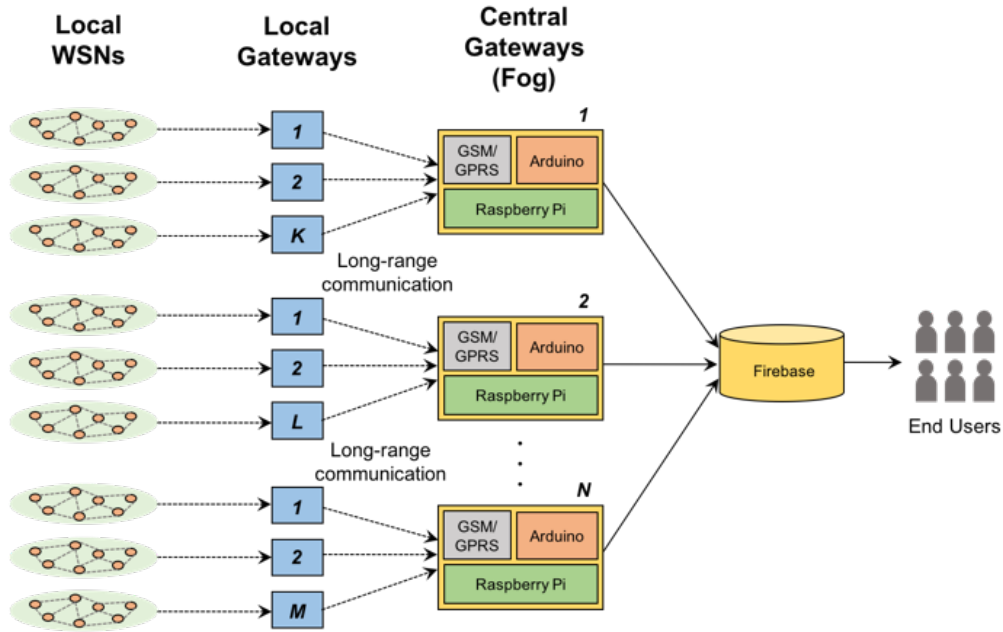 Local
WSNs
Local
Gateways
Central
Gateways
(Fog)
1
2
K
1
GSM/
GPRS
Arduino
Raspberry Pi
Long-range
communication
1
2
L
2
GSM/
GPRS
Arduino
Raspberry Pi
Long-range
communication
1
2
M
N
GSM/
GPRS
Arduino
Raspberry Pi
Firebase
End Users